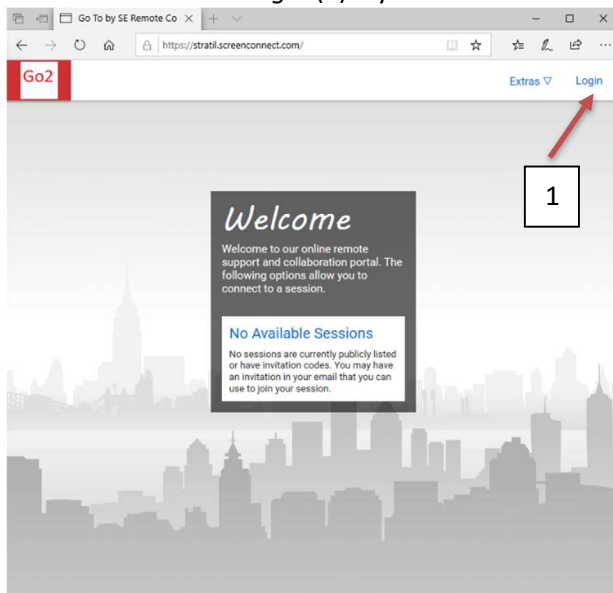 Go To by SE Remote Co
https://stratil.screenconnect.com/
Go2
Extras
Login
1
Welcome
Welcome to our online remote
support and collaboration portal. The
following options allow you to
connect to a session.
No Available Sessions
No sessions are currently publicly listed
or have invitation codes. You may have
an invitation in your email that you can
use to join your session.